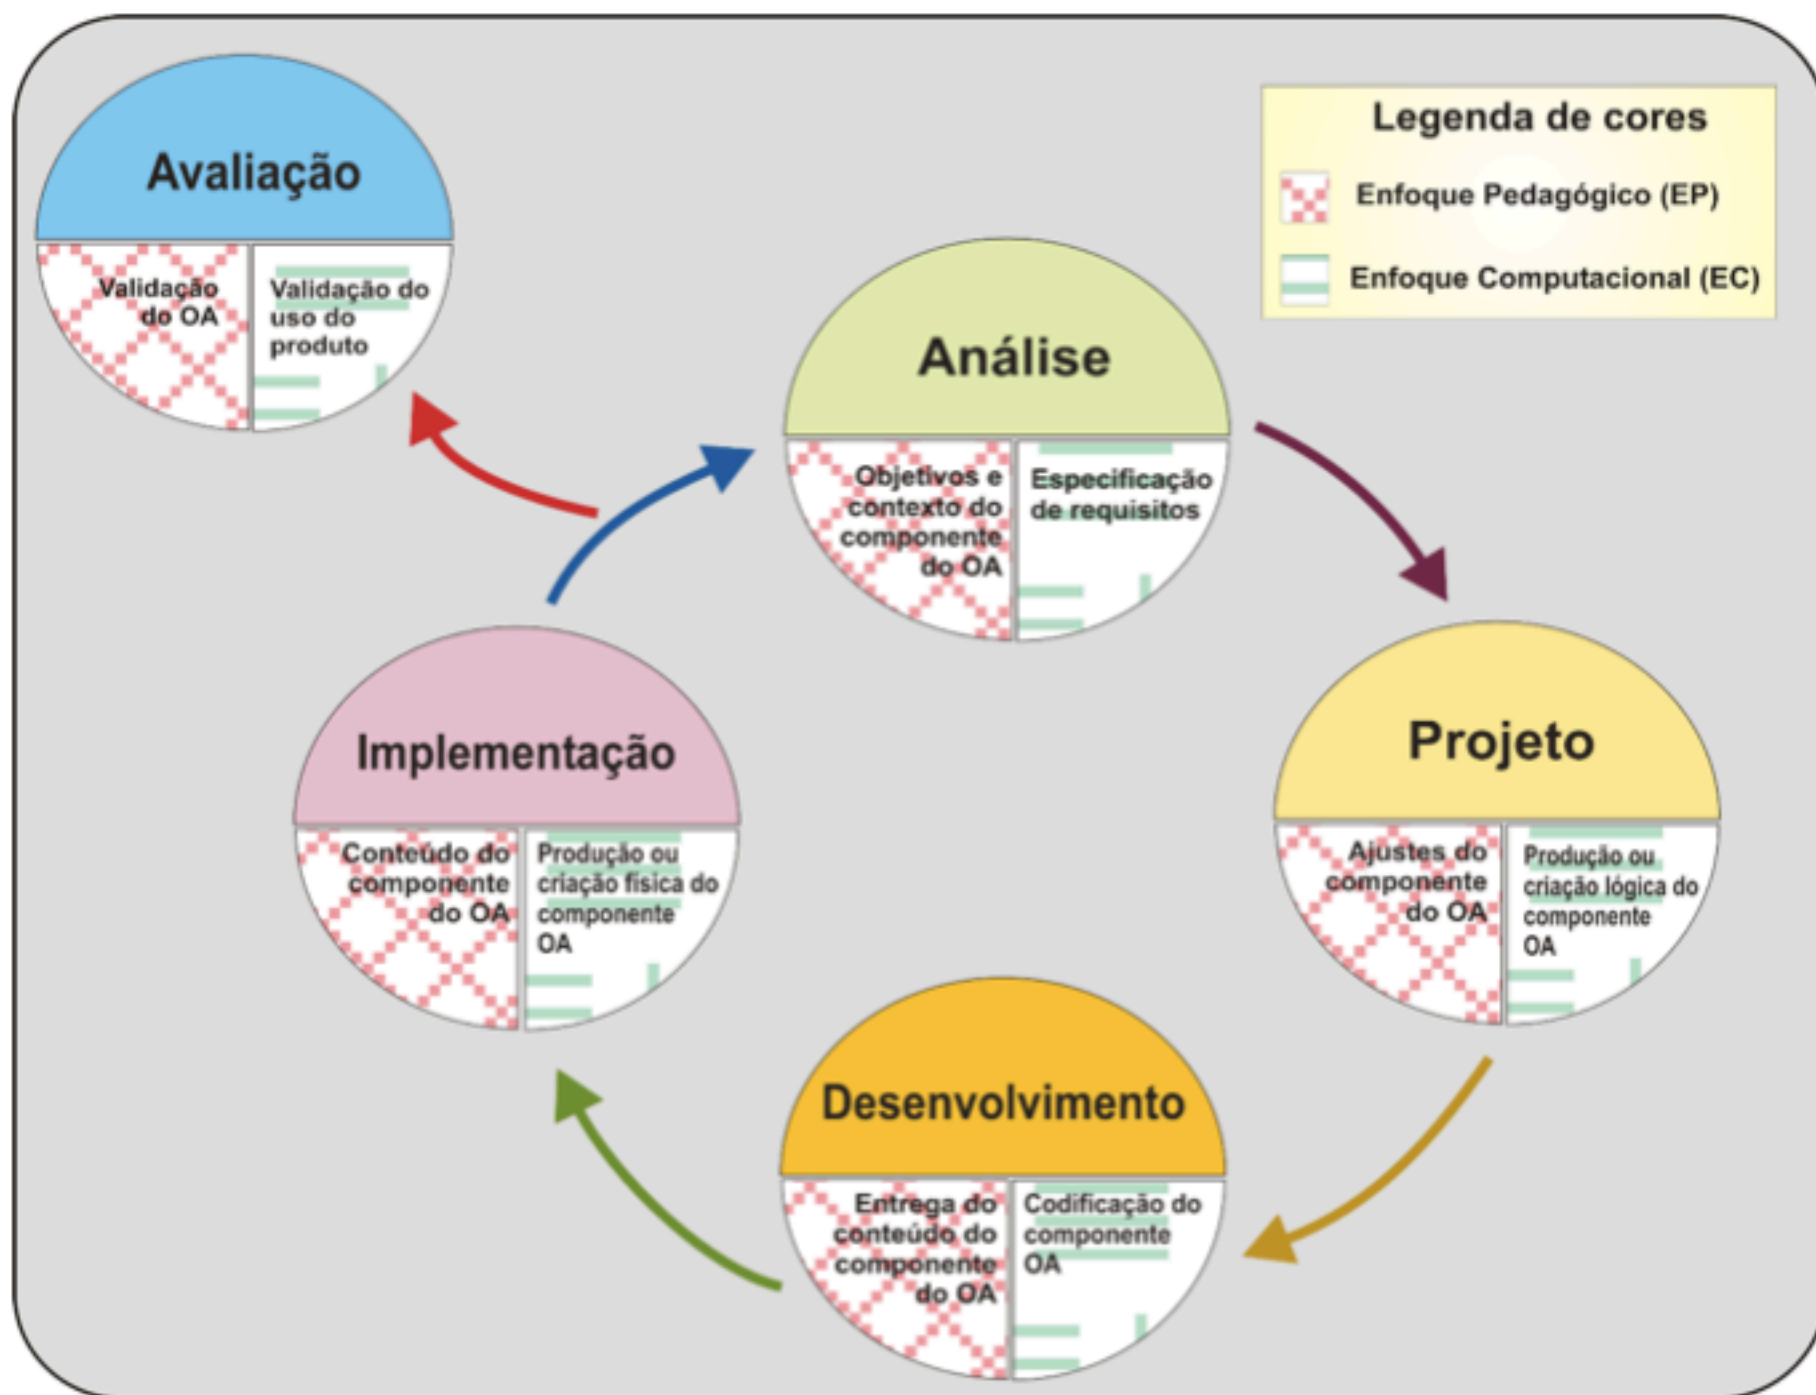 Avaliação
Validação
do OA
Validação do
uso do
produto
Legenda de cores
Enfoque Pedagógico (EP)
Enfoque Computacional (EC)
Análise
Objetivos e
contexto do
componente
do OA
Especificação
de requisitos
Implementação
Conteúdo do
componente
do OA
Produção ou
criação física do
componente
OA
Projeto
Ajustes do
componente
do OA
Produção ou
criação lógica do
componente
OA
Desenvolvimento
Entrega do
conteúdo do
componente
do OA
Codificação do
componente
OA